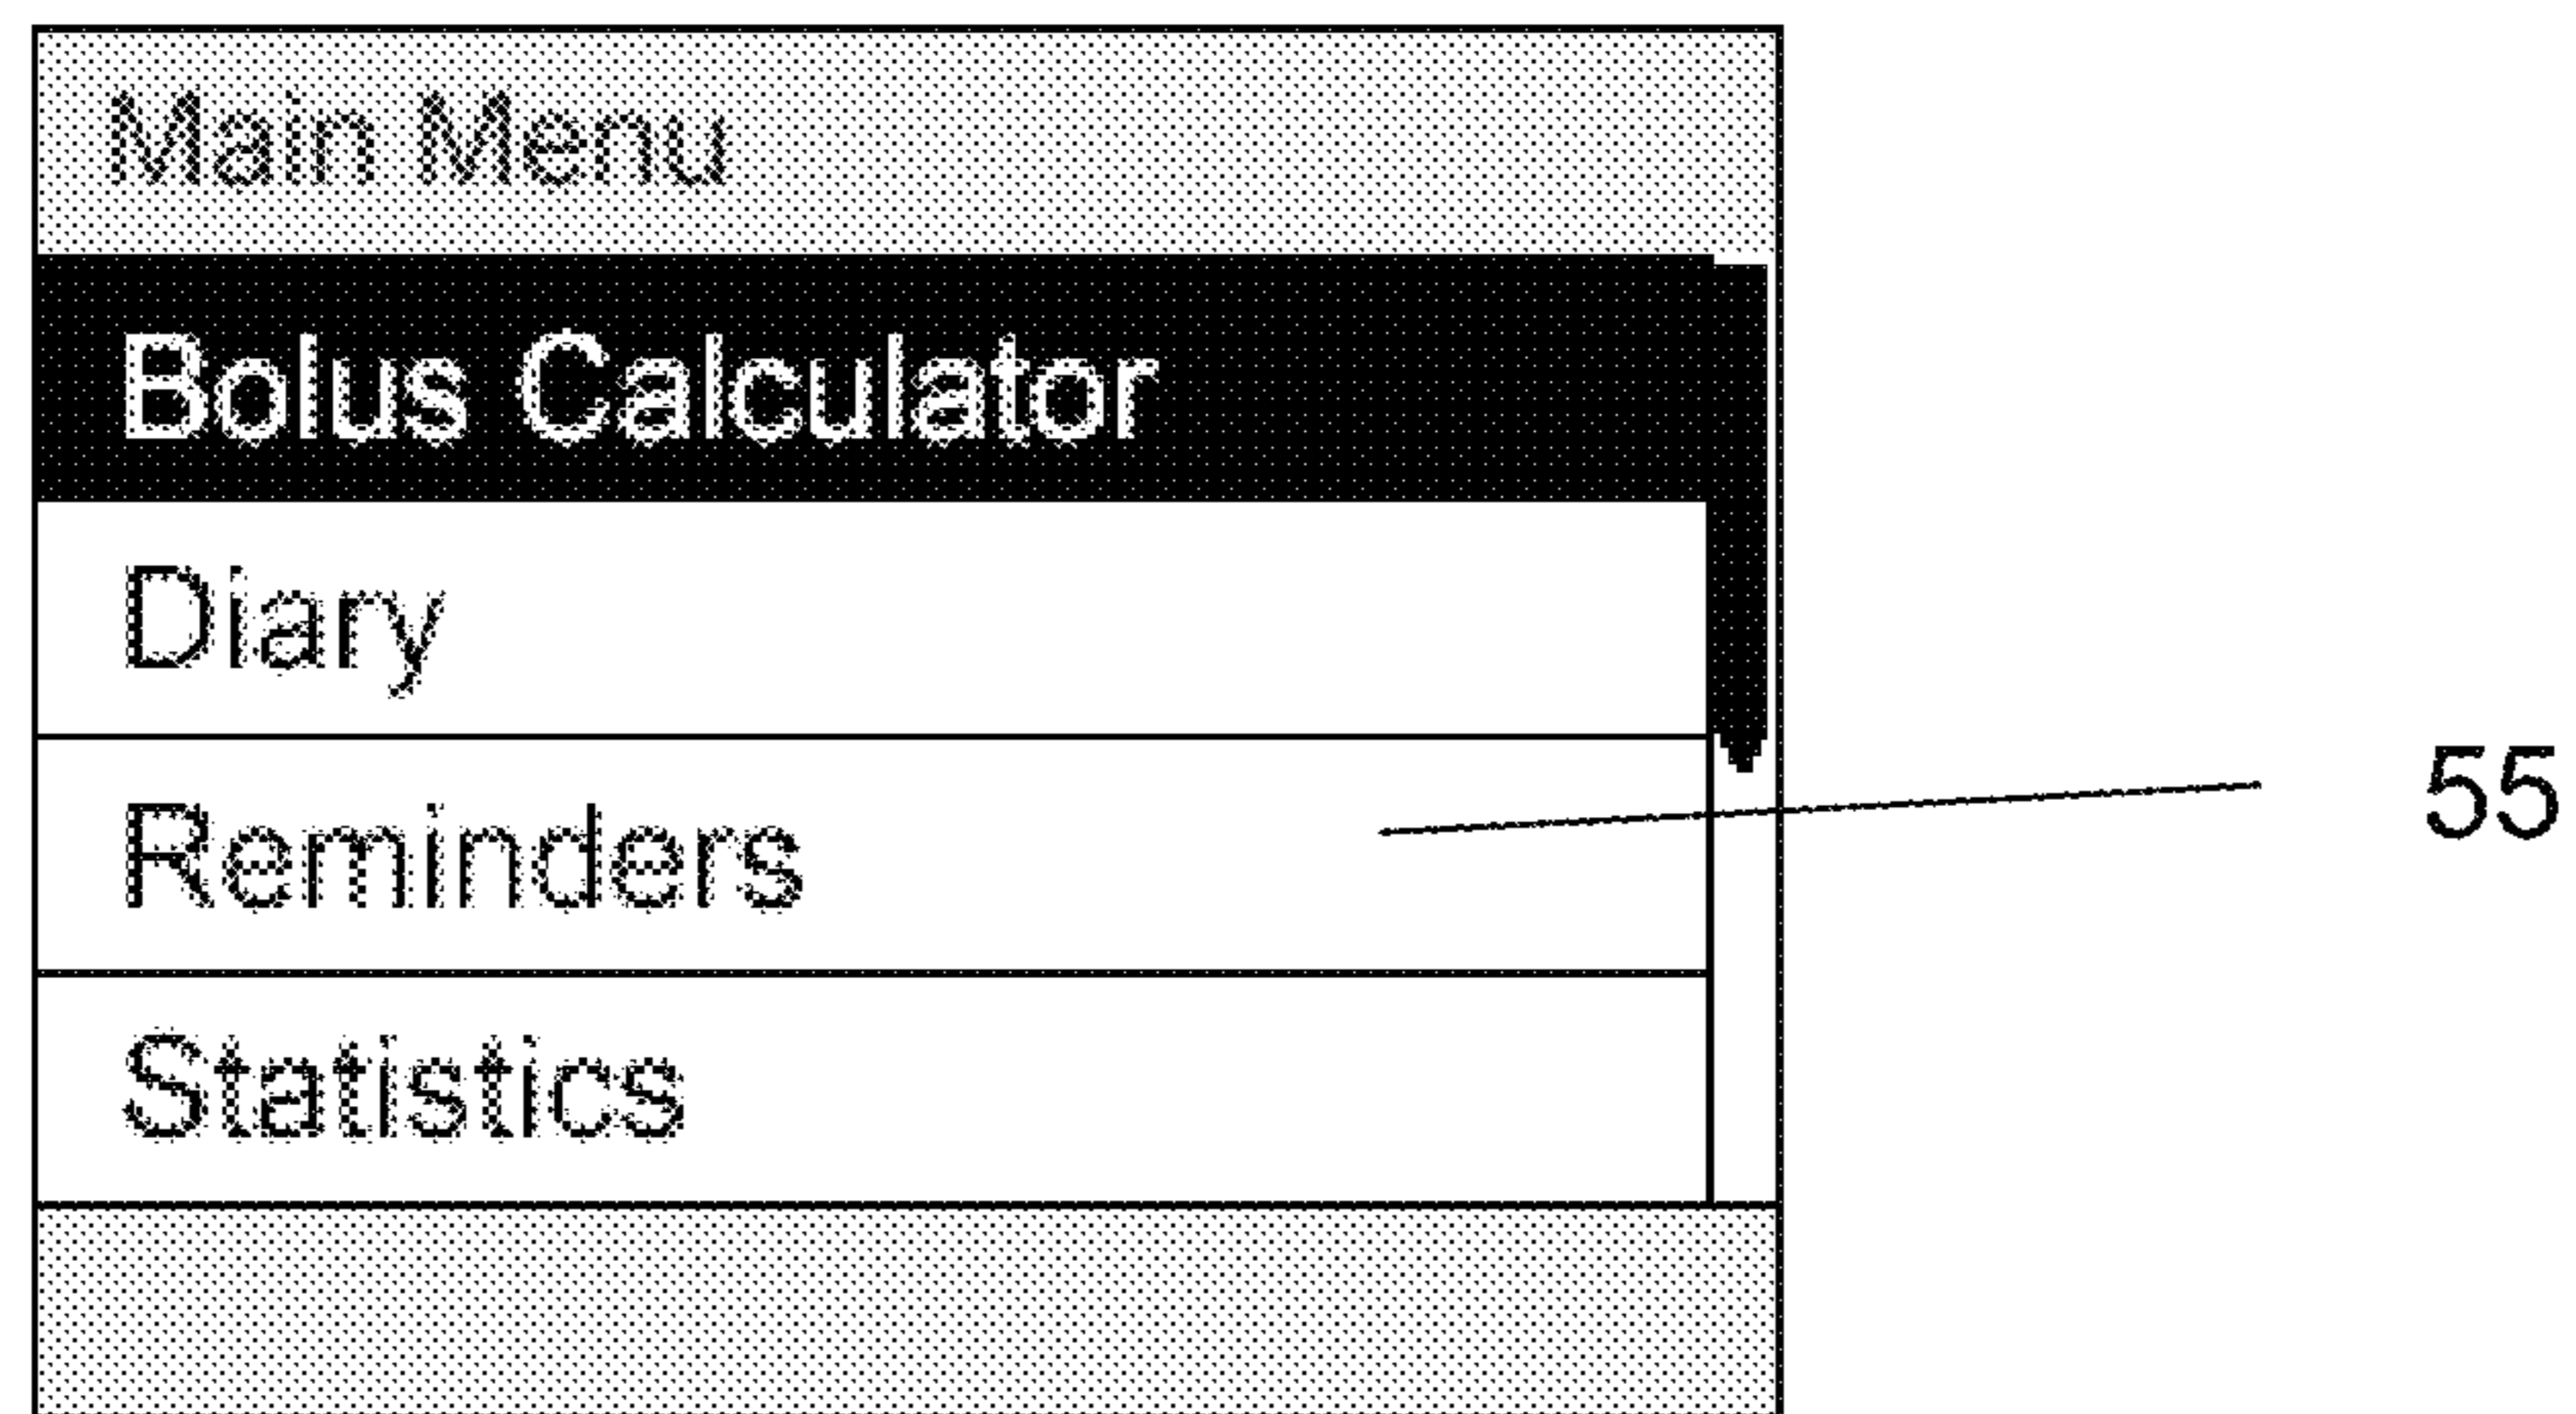 Main Menu
Bolus Calculator
Diary
Reminders
55
Statistics